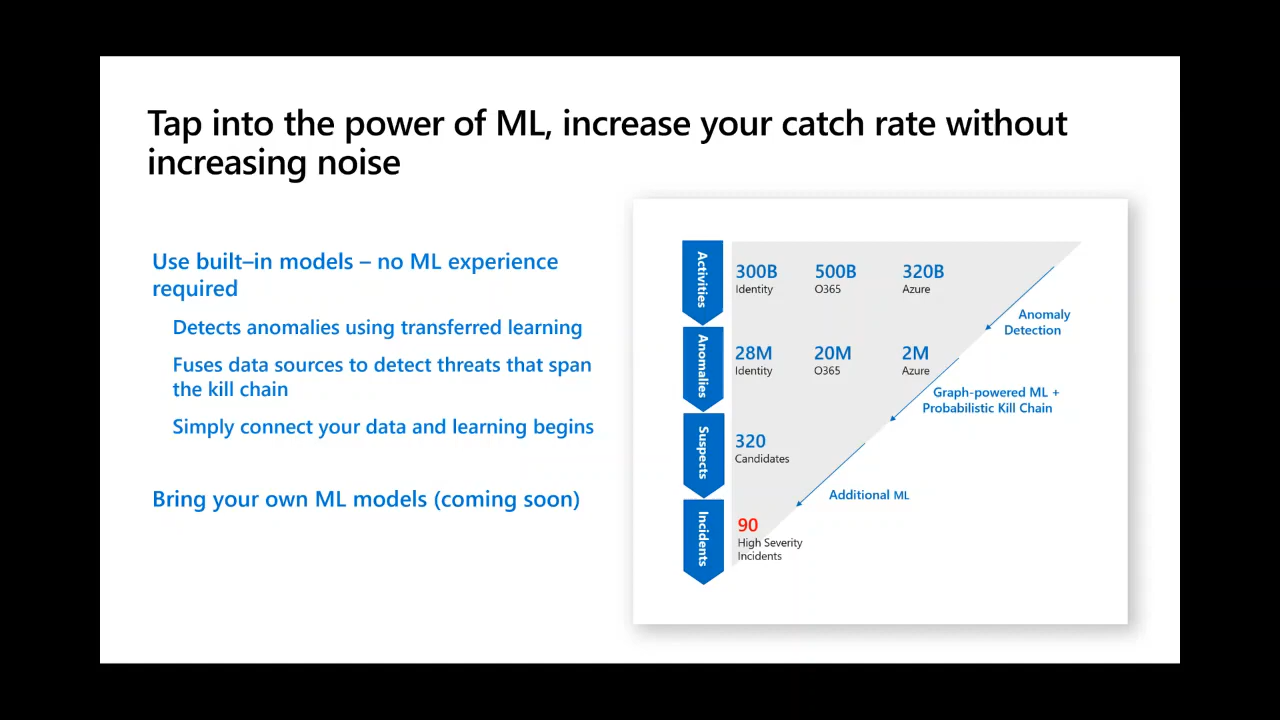 Tap into the power of ML, increase your catch rate without
increasing noise
Use built–in models – no ML experience
required
Detects anomalies using transferred learning
Fuses data sources to detect threats that span
the kill chain
Simply connect your data and learning begins
Bring your own ML models (coming soon)
Activities
300B
Identity
500B
O365
320B
Azure
Anomaly
Detection
Anomalies
28M
Identity
20M
O365
2M
Azure
Graph-powered ML +
Probabilistic Kill Chain
Suspects
320
Candidates
Additional ML
Incidents
90
High Severity
Incidents